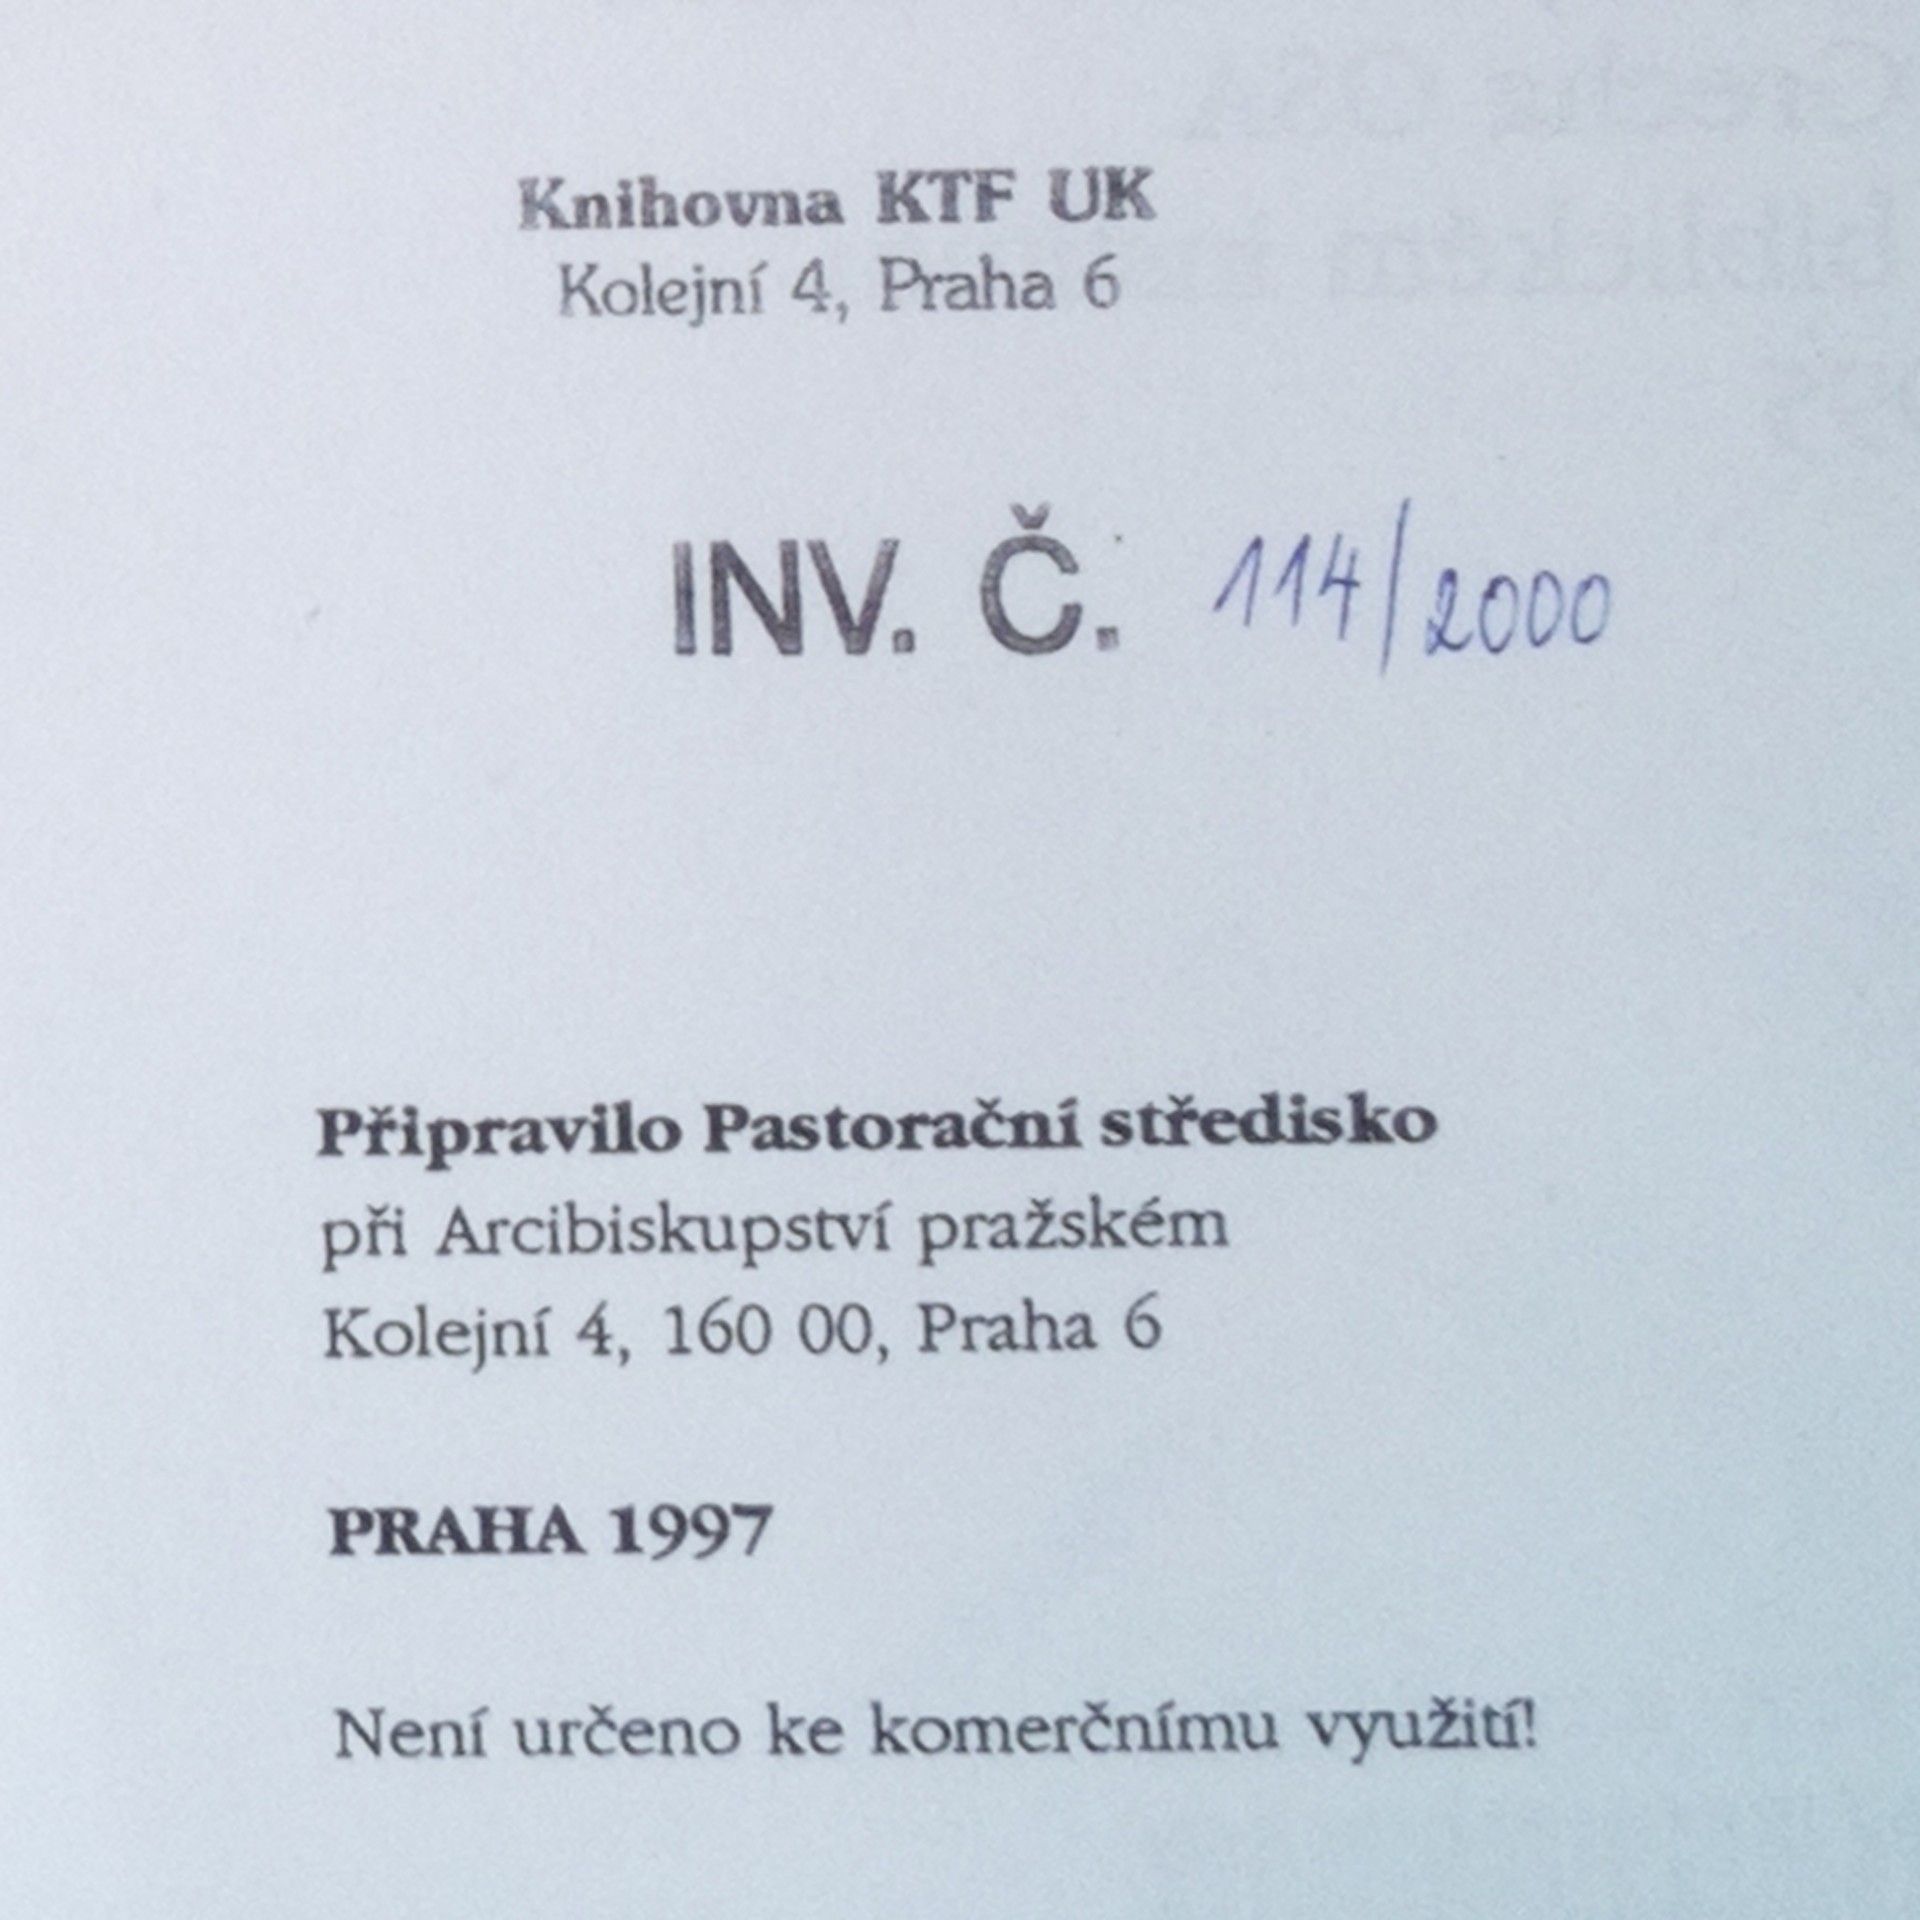 Knihovna KTF UK
Kolejní 4, Praha 6
INV. Č. 114/2000
Připravilo Pastorační středisko
při Arcibiskupství pražském
Kolejní 4, 160 00, Praha 6
PRAHA 1997
Není určeno ke komerčnímu využití!